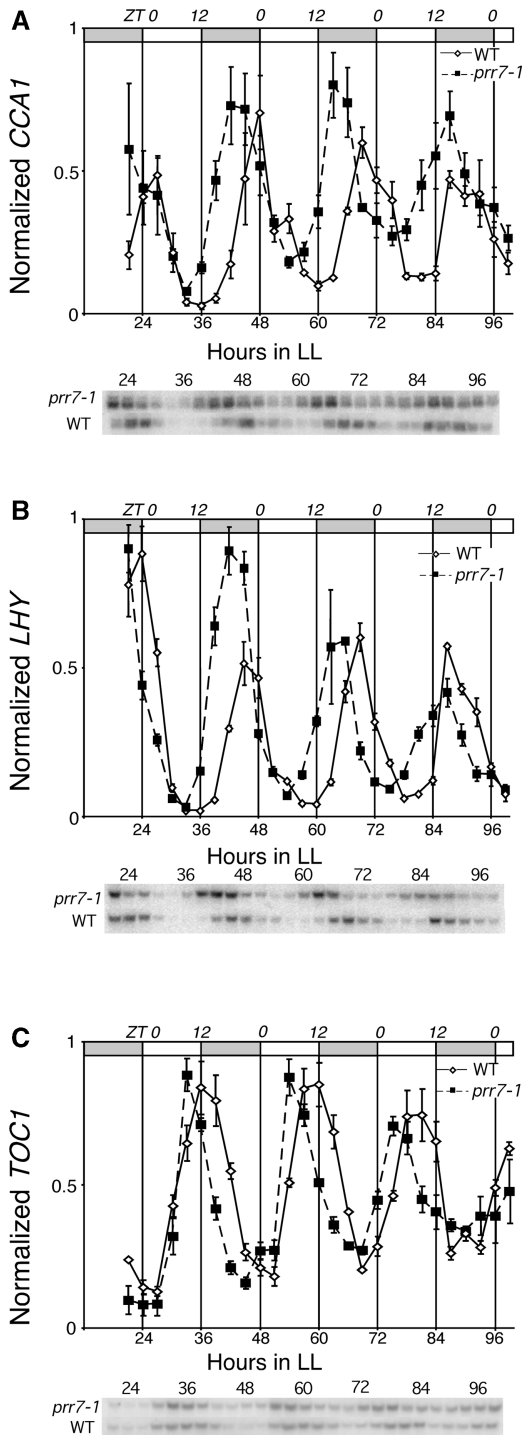 A
ZT 0 12 0 12 0 12 0
1
WT
prr7-1
Normalized CCA1
0.5
0
24 36 48 60 72 84 96
Hours in LL
24 36 48 60 72 84 96
prr7-1
WT
B
ZT 0 12 0 12 0 12 0
1
WT
prr7-1
Normalized LHY
0.5
0
24 36 48 60 72 84 96
Hours in LL
24 36 48 60 72 84 96
prr7-1
WT
C
ZT 0 12 0 12 0 12 0
1
WT
prr7-1
Normalized TOC1
0.5
0
24 36 48 60 72 84 96
Hours in LL
24 36 48 60 72 84 96
prr7-1
WT